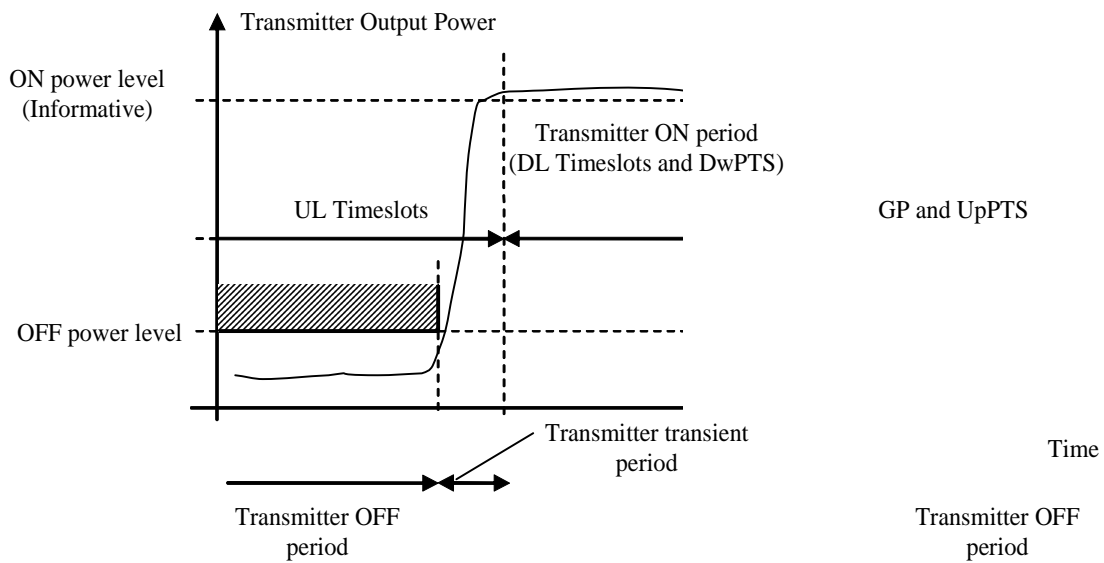 Transmitter Output Power
ON power level
(Informative)
Transmitter ON period
(DL Timeslots and DwPTS)
UL Timeslots
GP and UpPTS
OFF power level
Transmitter transient
period
Time
Transmitter OFF
period
Transmitter OFF
period